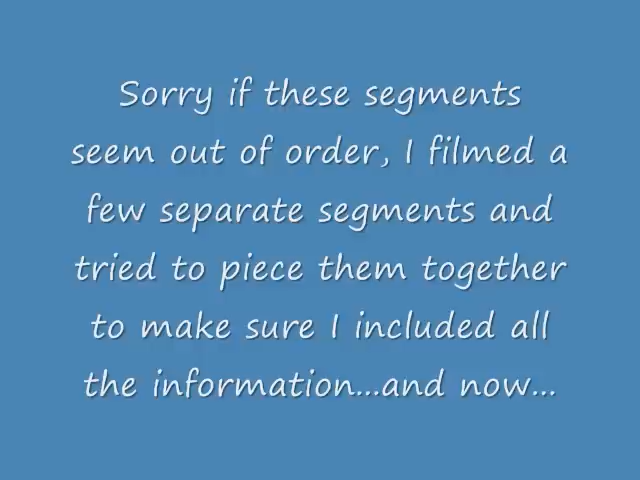 Sorry if these segments
seem out of order, I filmed a
few separate segments and
tried to piece them together
to make sure I included all
the information...and now...